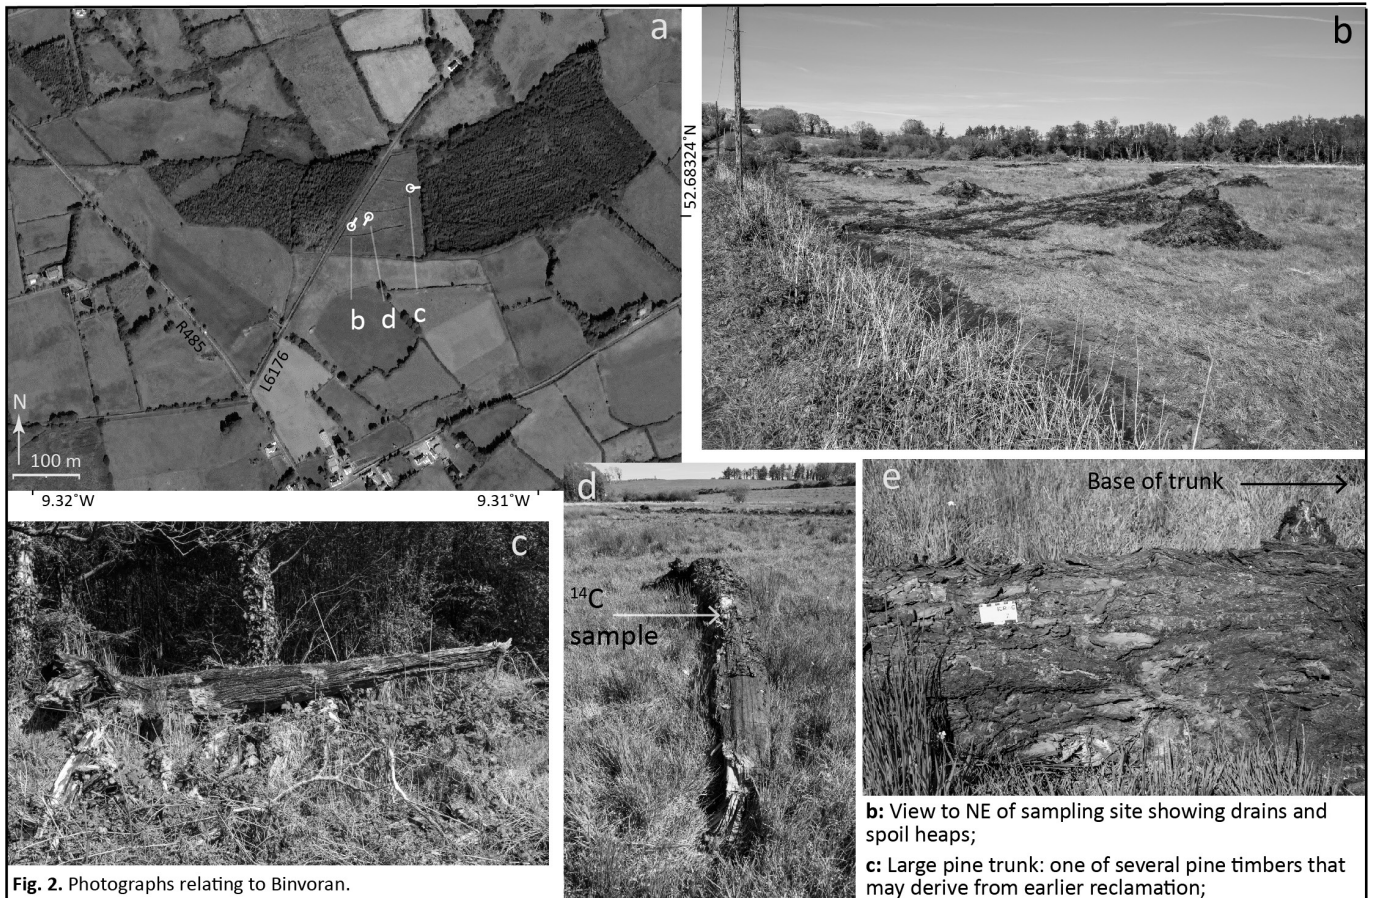 a
b
52.68324°N
b d c
R485
L6176
N
100 m
9.32°W
9.31°W
c
d
14C
sample
e
Base of trunk
b: View to NE of sampling site showing drains and
spoil heaps;
c: Large pine trunk: one of several pine timbers that
may derive from earlier reclamation;
Fig. 2. Photographs relating to Binvoran.